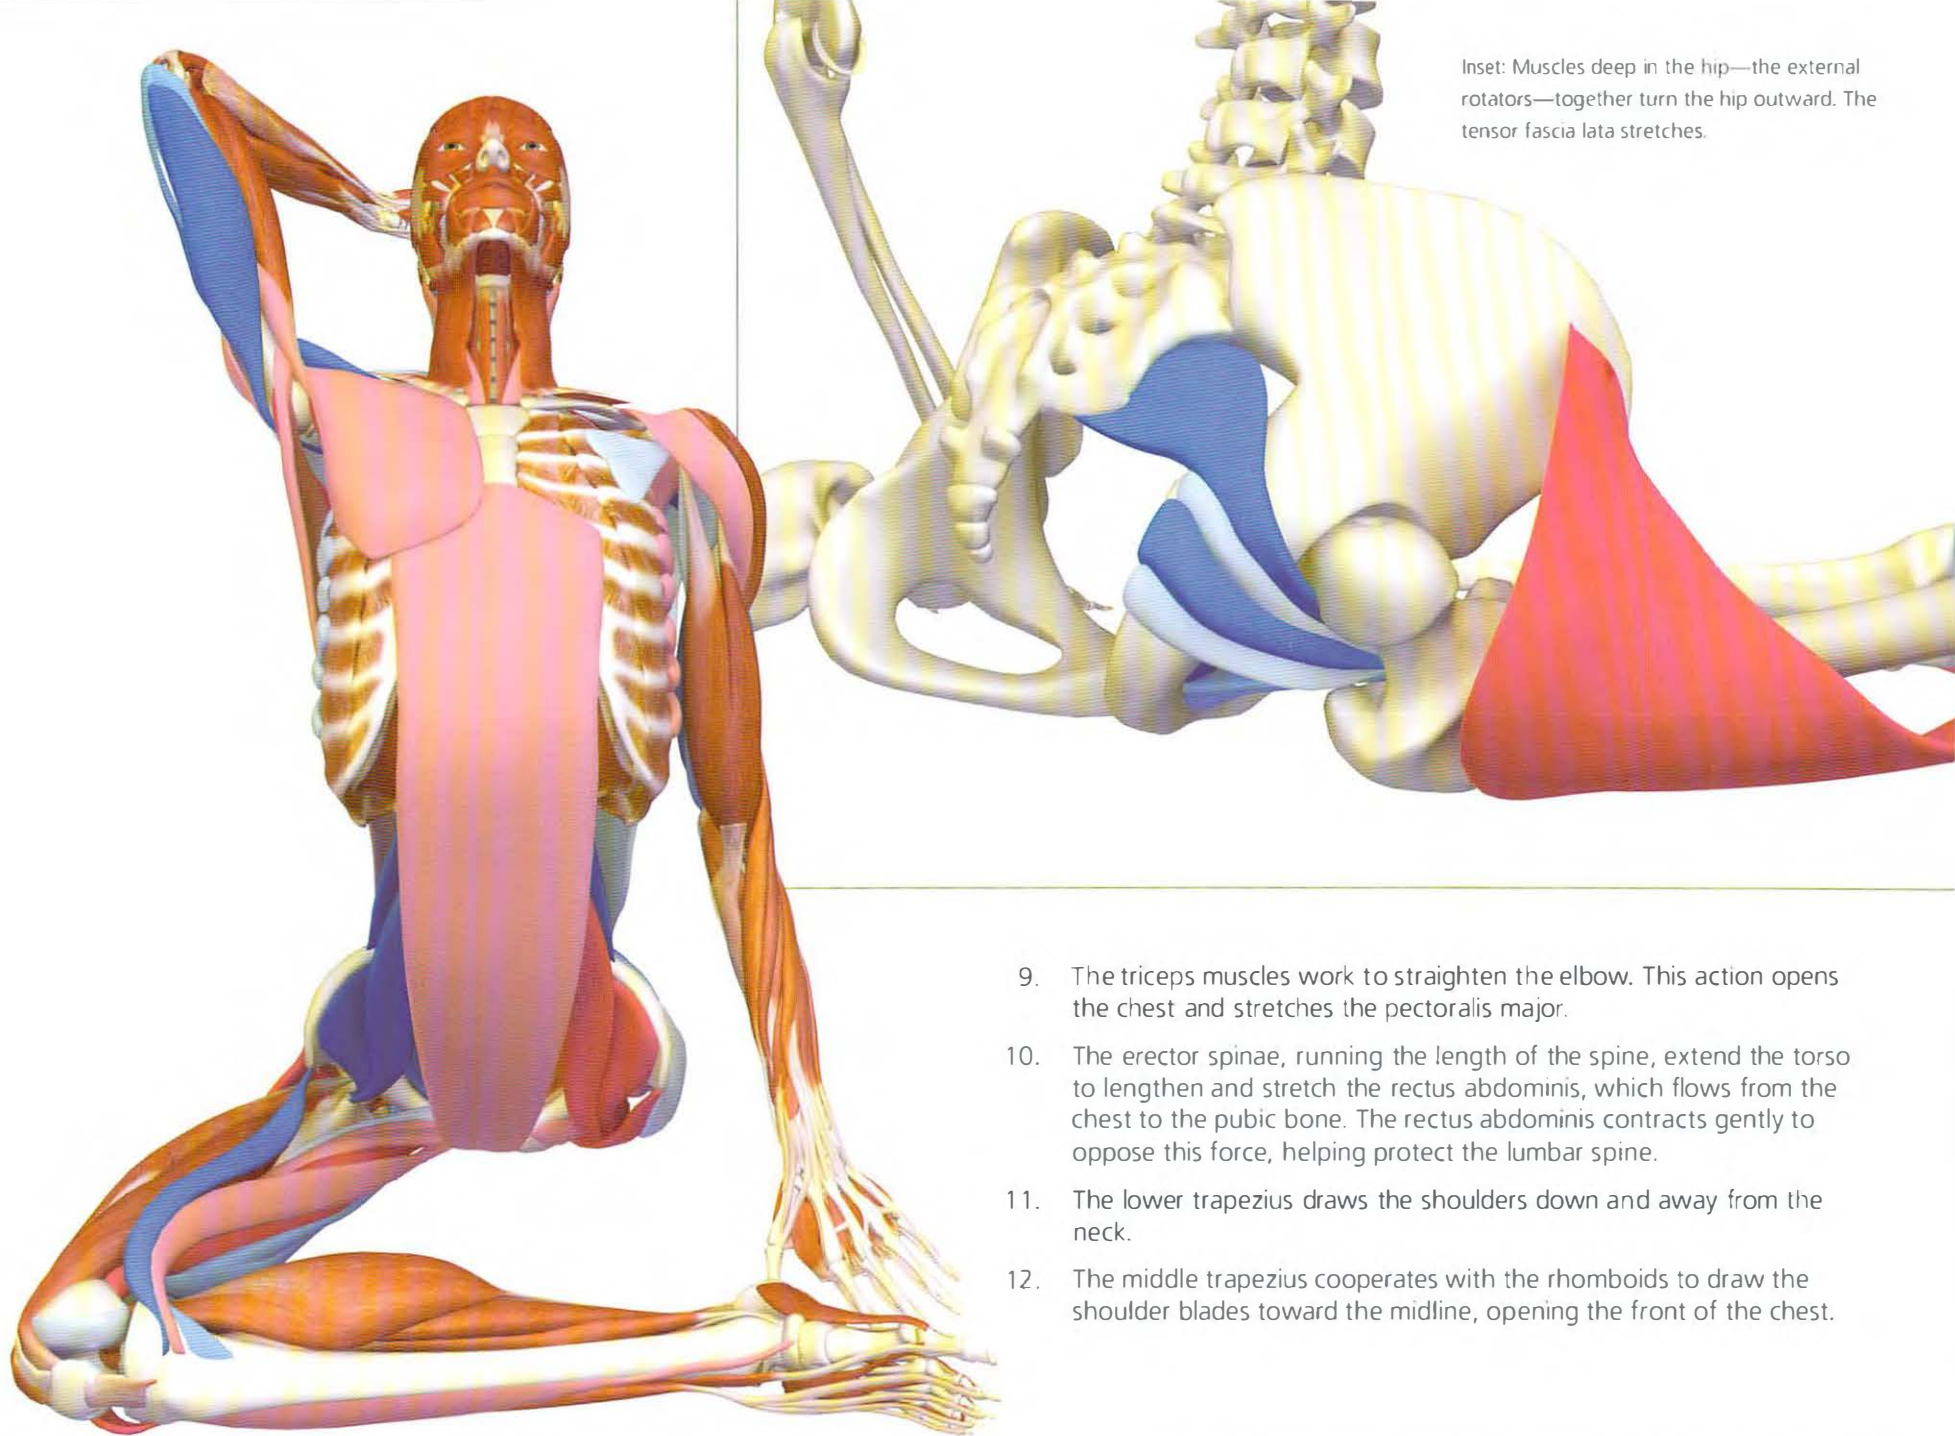 Inset: Muscles deep in the hip—the external
rotators—together turn the hip outward. The
tensor fascia lata stretches.
9. The triceps muscles work to straighten the elbow. This action opens
the chest and stretches the pectoralis major.
10. The erector spinae, running the length of the spine, extend the torso
to lengthen and stretch the rectus abdominis, which flows from the
chest to the pubic bone. The rectus abdominis contracts gently to
oppose this force, helping protect the lumbar spine.
11. The lower trapezius draws the shoulders down and away from the
neck.
12. The middle trapezius cooperates with the rhomboids to draw the
shoulder blades toward the midline, opening the front of the chest.